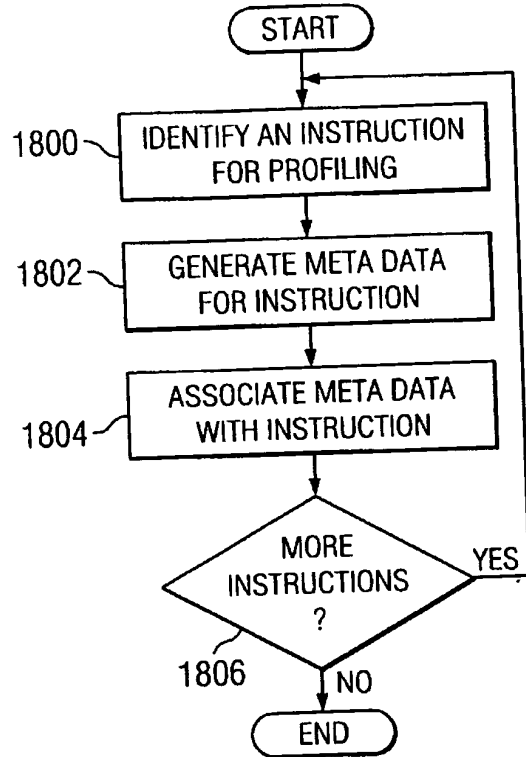 START
1800
IDENTIFY AN INSTRUCTION
FOR PROFILING
1802
GENERATE META DATA
FOR INSTRUCTION
1804
ASSOCIATE META DATA
WITH INSTRUCTION
MORE
INSTRUCTIONS
?
YES
1806
NO
END